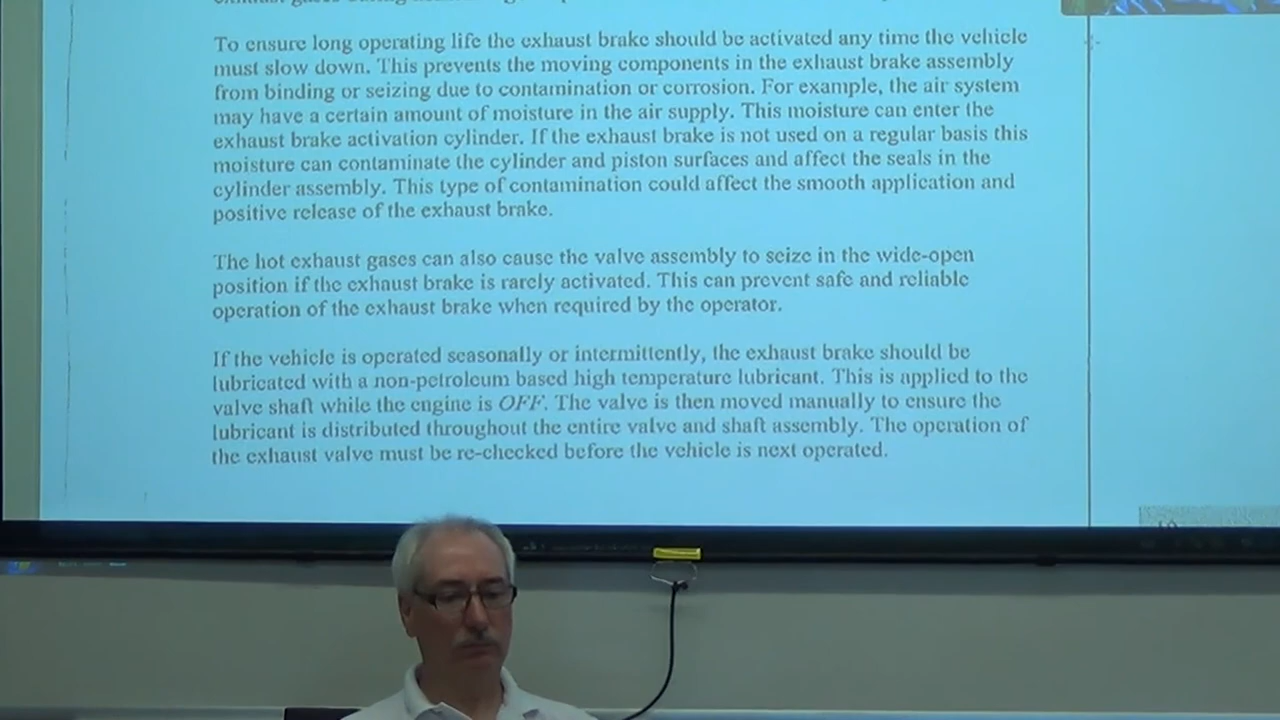 To ensure long operating life the exhaust brake should be activated any time the vehicle
must slow down. This prevents the moving components in the exhaust brake assembly
from binding or seizing due to contamination or corrosion. For example, the air system
may have a certain amount of moisture in the air supply. This moisture can enter the
exhaust brake activation cylinder. If the exhaust brake is not used on a regular basis this
moisture can contaminate the cylinder and piston surfaces and affect the seals in the
cylinder assembly. This type of contamination could affect the smooth application and
positive release of the exhaust brake.
The hot exhaust gases can also cause the valve assembly to seize in the wide-open
position if the exhaust brake is rarely activated. This can prevent safe and reliable
operation of the exhaust brake when required by the operator.
If the vehicle is operated seasonally or intermittently, the exhaust brake should be
lubricated with a non-petroleum based high temperature lubricant. This is applied to the
valve shaft while the engine is OFF. The valve is then moved manually to ensure the
lubricant is distributed throughout the entire valve and shaft assembly. The operation of
the exhaust valve must be re-checked before the vehicle is next operated.